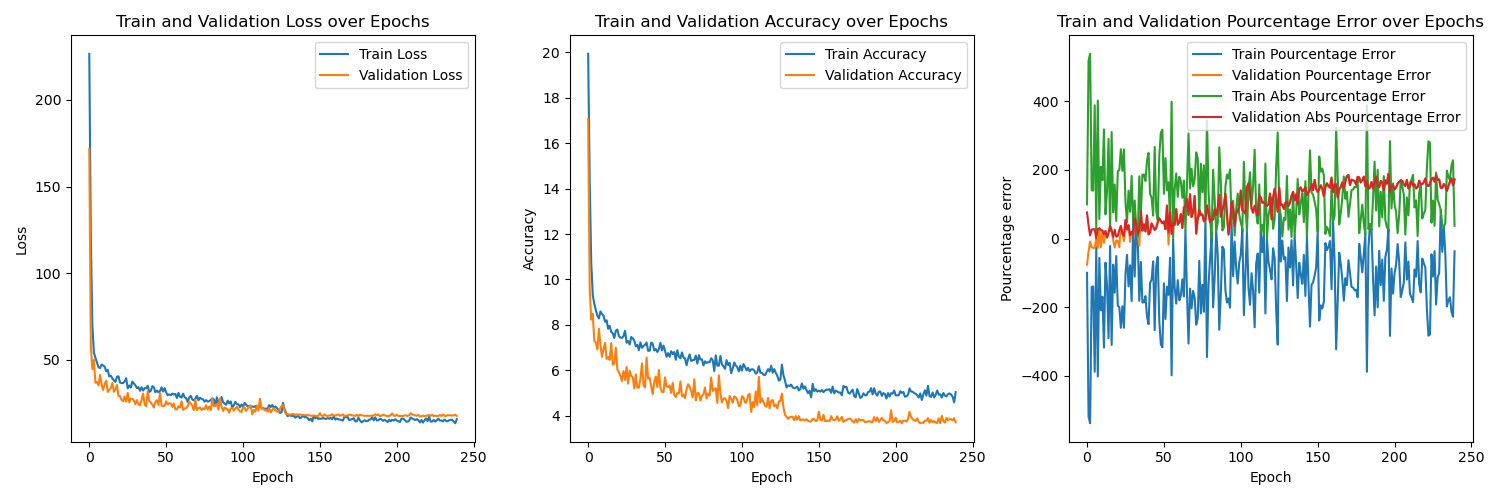 Train and Validation Loss over Epochs
Train Loss
Validation Loss
Loss
200
150
100
50
0
50
100
150
200
250
Epoch
Train and Validation Accuracy over Epochs
Train Accuracy
Validation Accuracy
Accuracy
20
18
16
14
12
10
8
6
4
0
50
100
150
200
250
Epoch
Train and Validation Pourcentage Error over Epochs
Train Pourcentage Error
Validation Pourcentage Error
Train Abs Pourcentage Error
Validation Abs Pourcentage Error
Pourcentage error
400
200
0
−200
−400
0
50
100
150
200
250
Epoch